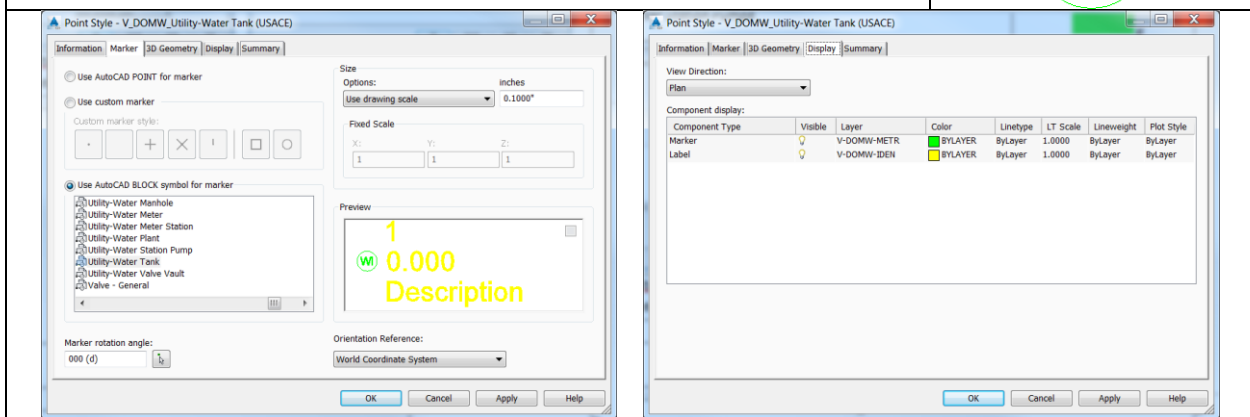 Point Style - V_DOMW_Utility-Water Tank (USACE)
Information Marker 3D Geometry Display Summary
Use AutoCAD POINT for marker
Use custom marker
Custom marker style:
Use AutoCAD BLOCK symbol for marker
Utility-Water Manhole
Utility-Water Meter
Utility-Water Meter Station
Utility-Water Plant
Utility-Water Station Pump
Utility-Water Tank
Utility-Water Valve Vault
Valve - General
Marker rotation angle:
000 (d)
Size
Options: inches
Use drawing scale 0.1000"
Fixed Scale
X: Y: Z:
1 1 1
Preview
1
0.000
Description
Orientation Reference:
World Coordinate System
OK Cancel Apply Help
Point Style - V_DOMW_Utility-Water Tank (USACE)
Information Marker 3D Geometry Display Summary
View Direction:
Plan
Component display:
Component Type Visible Layer Color Linetype LT Scale Lineweight Plot Style
Marker V-DOMW-METR BYLAYER ByLayer 1.0000 ByLayer ByLayer
Label V-DOMW-IDEN BYLAYER ByLayer 1.0000 ByLayer ByLayer
OK Cancel Apply Help